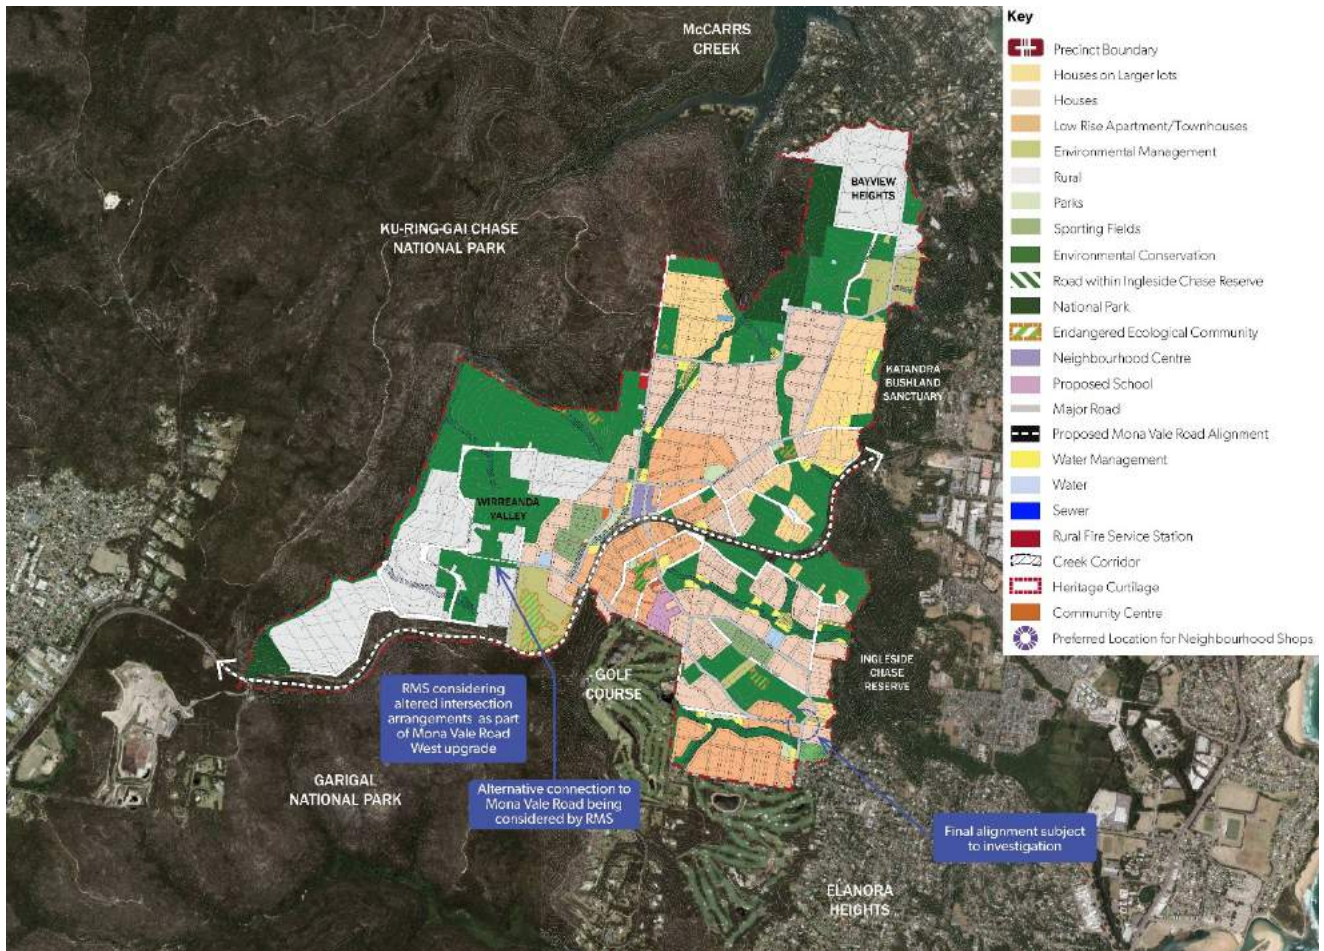 McCARRS
CREEK
BAYVIEW
HEIGHTS
KU-RING-GAI CHASE
NATIONAL PARK
KATANDRA
BUSHLAND
SANCTUARY
WIRREANDA
VALLEY
INGLESIDE
CHASE
RESERVE
GOLF
COURSE
RMS considering
altered intersection
arrangements as part
of Mona Vale Road
West upgrade
GARIGAL
NATIONAL PARK
Alternative connection to
Mona Vale Road being
considered by RMS
Final alignment subject
to investigation
ELANORA
HEIGHTS
Key
Precinct Boundary
Houses on Larger lots
Houses
Low Rise Apartment/Townhouses
Environmental Management
Rural
Parks
Sporting Fields
Environmental Conservation
Road within Ingleside Chase Reserve
National Park
Endangered Ecological Community
Neighbourhood Centre
Proposed School
Major Road
Proposed Mona Vale Road Alignment
Water Management
Water
Sewer
Rural Fire Service Station
Creek Corridor
Heritage Curtilage
Community Centre
Preferred Location for Neighbourhood Shops